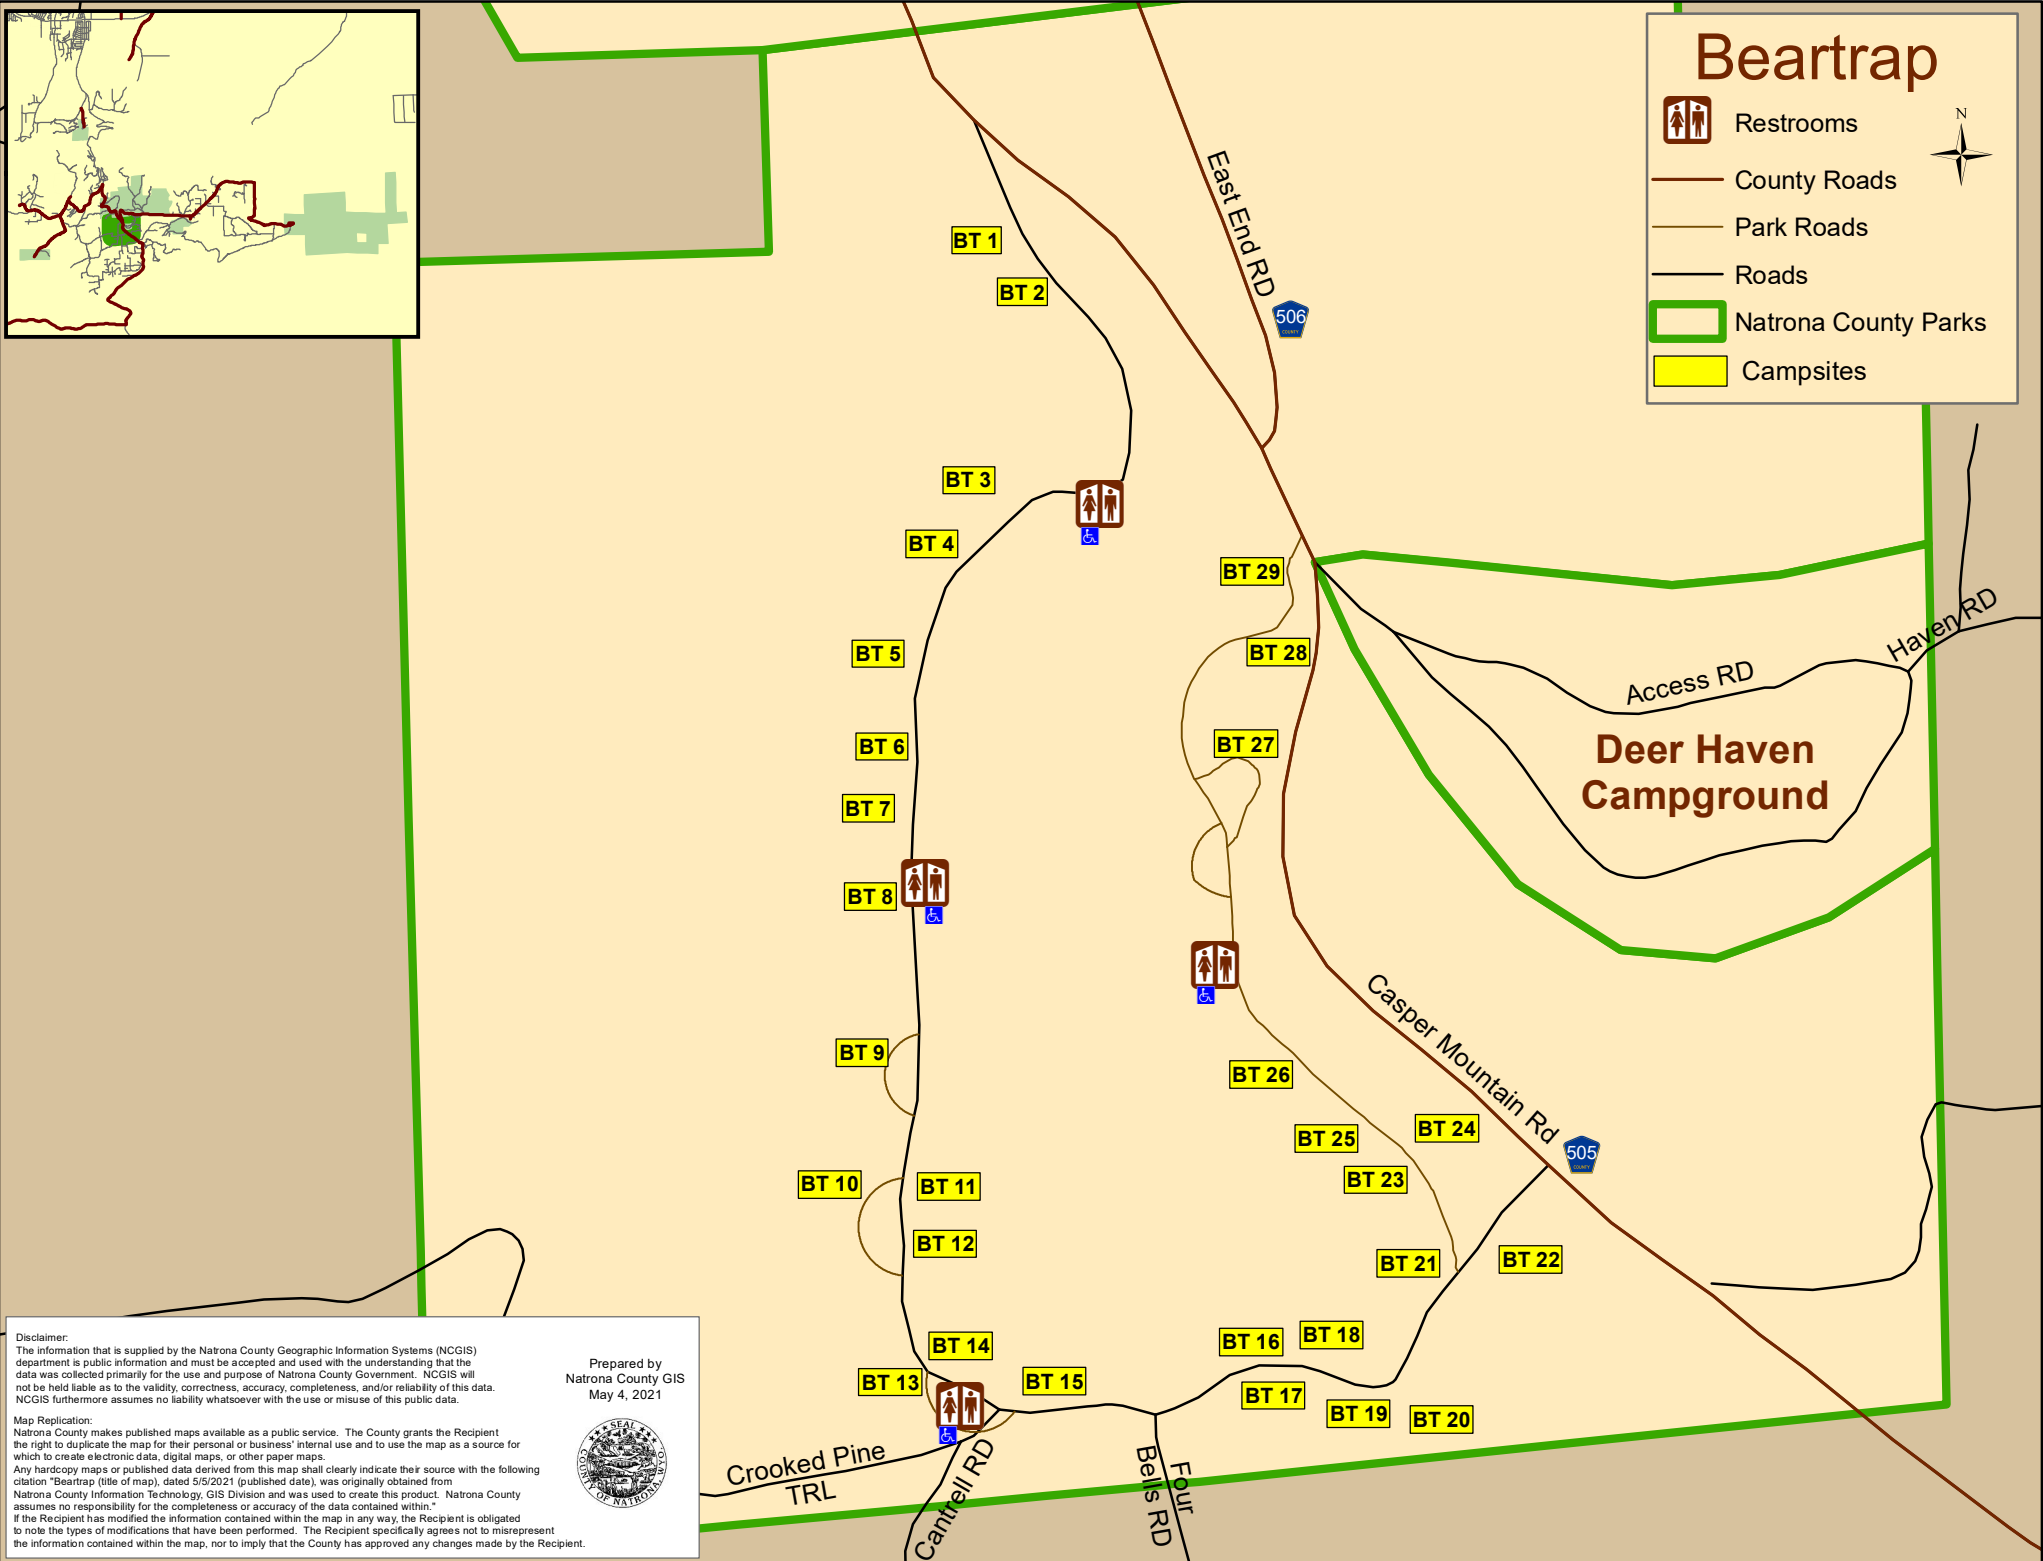 Beartrap
N
Restrooms
County Roads
Park Roads
Roads
Natrona County Parks
Campsites
East End RD
506
COUNTY
BT 1
BT 2
BT 3
BT 4
BT 29
BT 5
BT 28
Haven RD
Access RD
BT 6
BT 27
Deer Haven
Campground
BT 7
BT 8
Casper Mountain Rd
505
COUNTY
BT 9
BT 26
BT 24
BT 25
BT 23
BT 10
BT 11
BT 12
BT 21
BT 22
BT 14
BT 16
BT 18
BT 13
BT 15
BT 17
BT 19
BT 20
Crooked Pine
TRL
Cantrell RD
Four
Bells RD
Disclaimer:
The information that is supplied by the Natrona County Geographic Information Systems (NCGIS)
department is public information and must be accepted and used with the understanding that the
data was collected primarily for the use and purpose of Natrona County Government. NCGIS will
not be held liable as to the validity, correctness, accuracy, completeness, and/or reliability of this data.
NCGIS furthermore assumes no liability whatsoever with the use or misuse of this public data.
Map Replication:
Natrona County makes published maps available as a public service. The County grants the Recipient
the right to duplicate the map for their personal or business' internal use and to use the map as a source for
which to create electronic data, digital maps, or other paper maps.
Any hardcopy maps or published data derived from this map shall clearly indicate their source with the following
citation "Beartrap (title of map), dated 5/5/2021 (published date), was originally obtained from
Natrona County Information Technology, GIS Division and was used to create this product. Natrona County
assumes no responsibility for the completeness or accuracy of the data contained within."
If the Recipient has modified the information contained within the map in any way, the Recipient is obligated
to note the types of modifications that have been performed. The Recipient specifically agrees not to misrepresent
the information contained within the map, nor to imply that the County has approved any changes made by the Recipient.
Prepared by
Natrona County GIS
May 4, 2021
SEAL
COUNTY OF NATRONA, WYO.